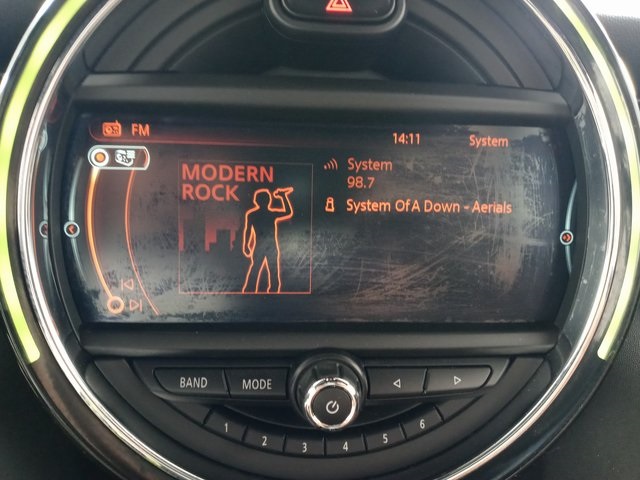 FM
14:11
System
MODERN
ROCK
System
98.7
System Of A Down - Aerials
BAND
MODE
1
2
3
4
5
6